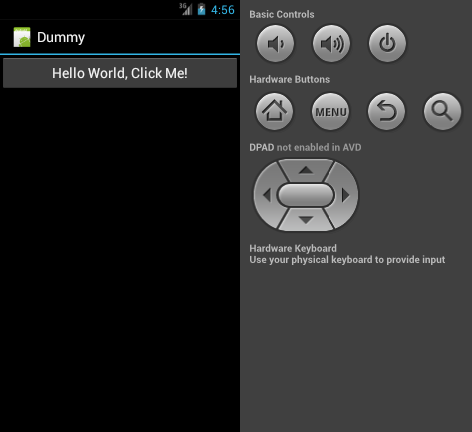 3G 4:56
Dummy
Hello World, Click Me!
Basic Controls
Hardware Buttons
MENU
DPAD not enabled in AVD
Hardware Keyboard
Use your physical keyboard to provide input